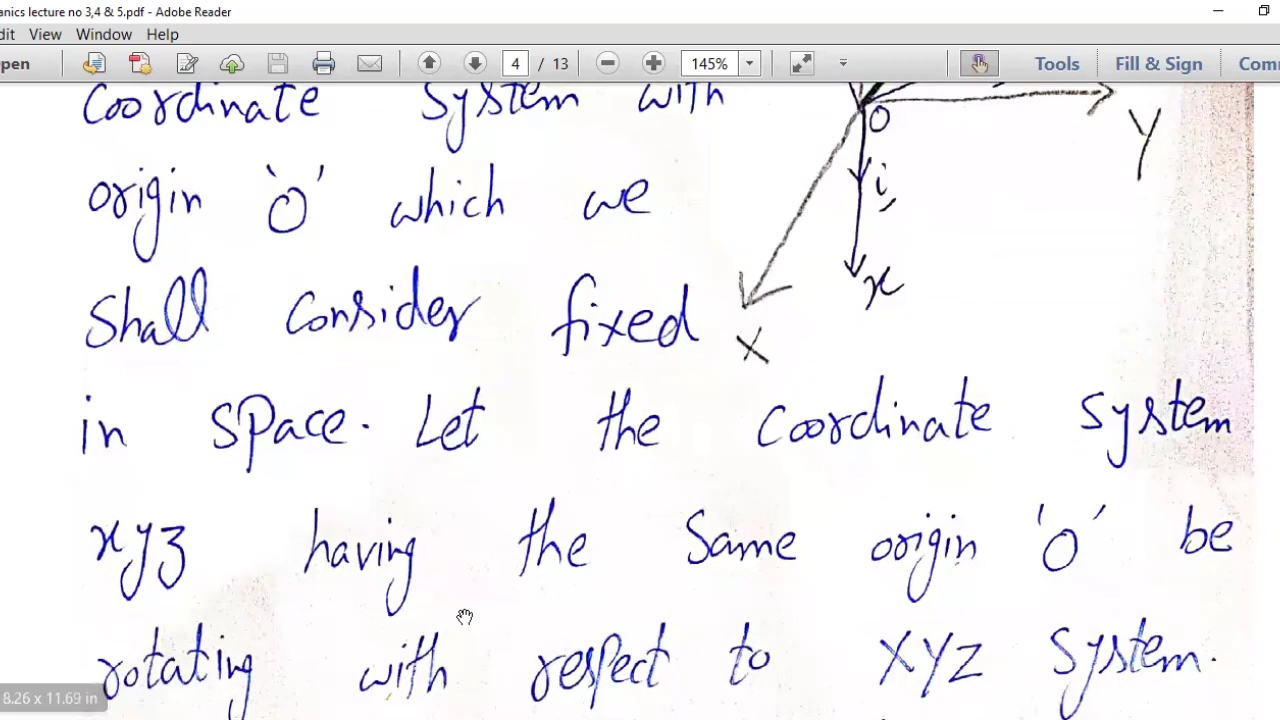 anics lecture no 3,4 & 5.pdf - Adobe Reader
dit View Window Help
pen 4 / 13 145% Tools Fill & Sign Com
Coordinate System with
origin 'O' which we
Shall Consider fixed
in space. Let the Coordinate System
xyz having the Same origin 'O' be
rotating with respect to XYZ System.
O
Y
i
x
X
8.26 x 11.69 in